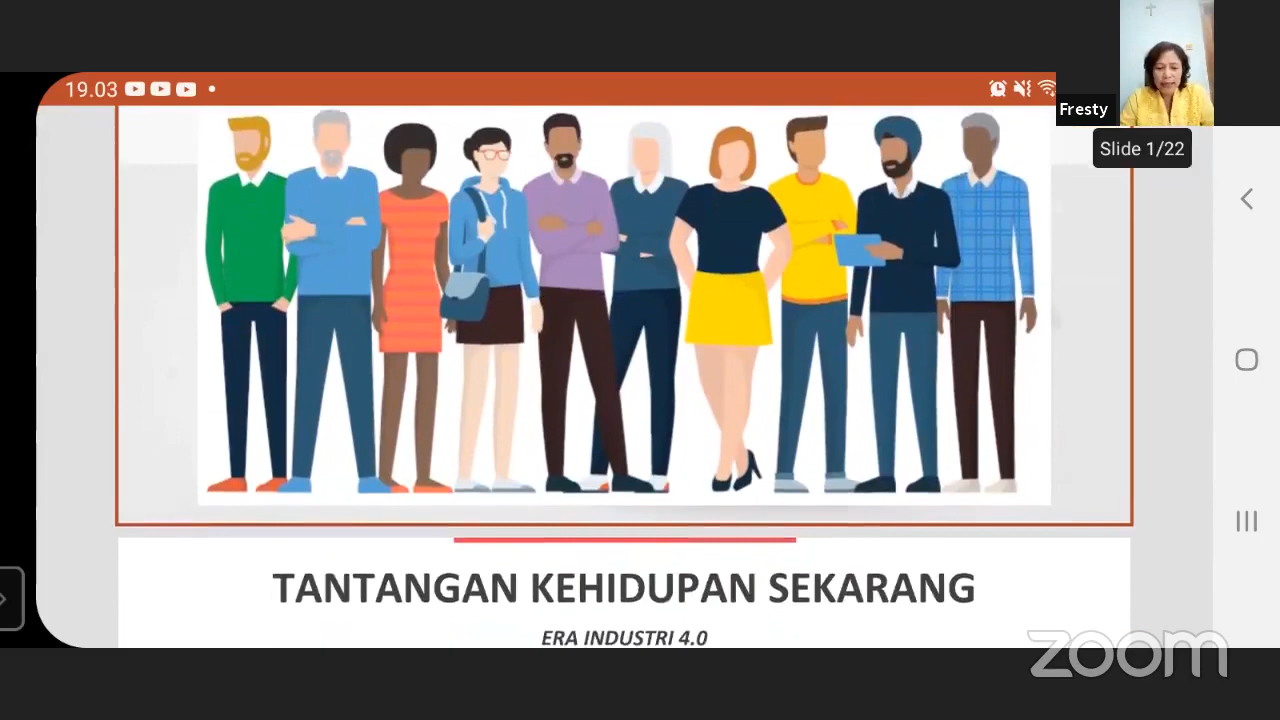 19.03
Fresty
Slide 1/22
TANTANGAN KEHIDUPAN SEKARANG
ERA INDUSTRI 4.0
zoom